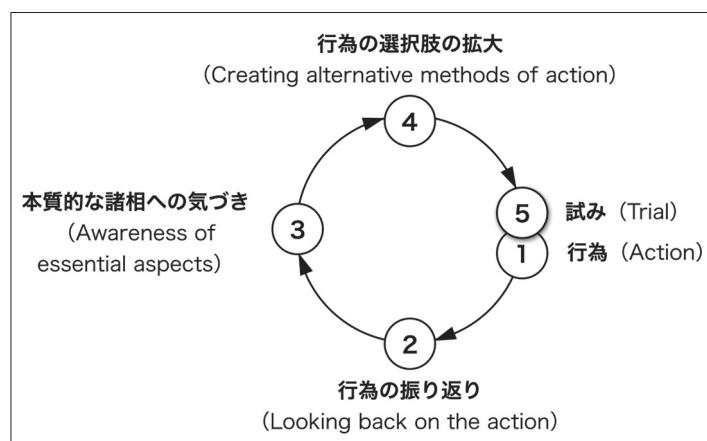 行為の選択肢の拡大
（Creating alternative methods of action）
4
本質的な諸相への気づき
（Awareness of
essential aspects）
3
5
試み（Trial）
1
行為（Action）
2
行為の振り返り
（Looking back on the action）